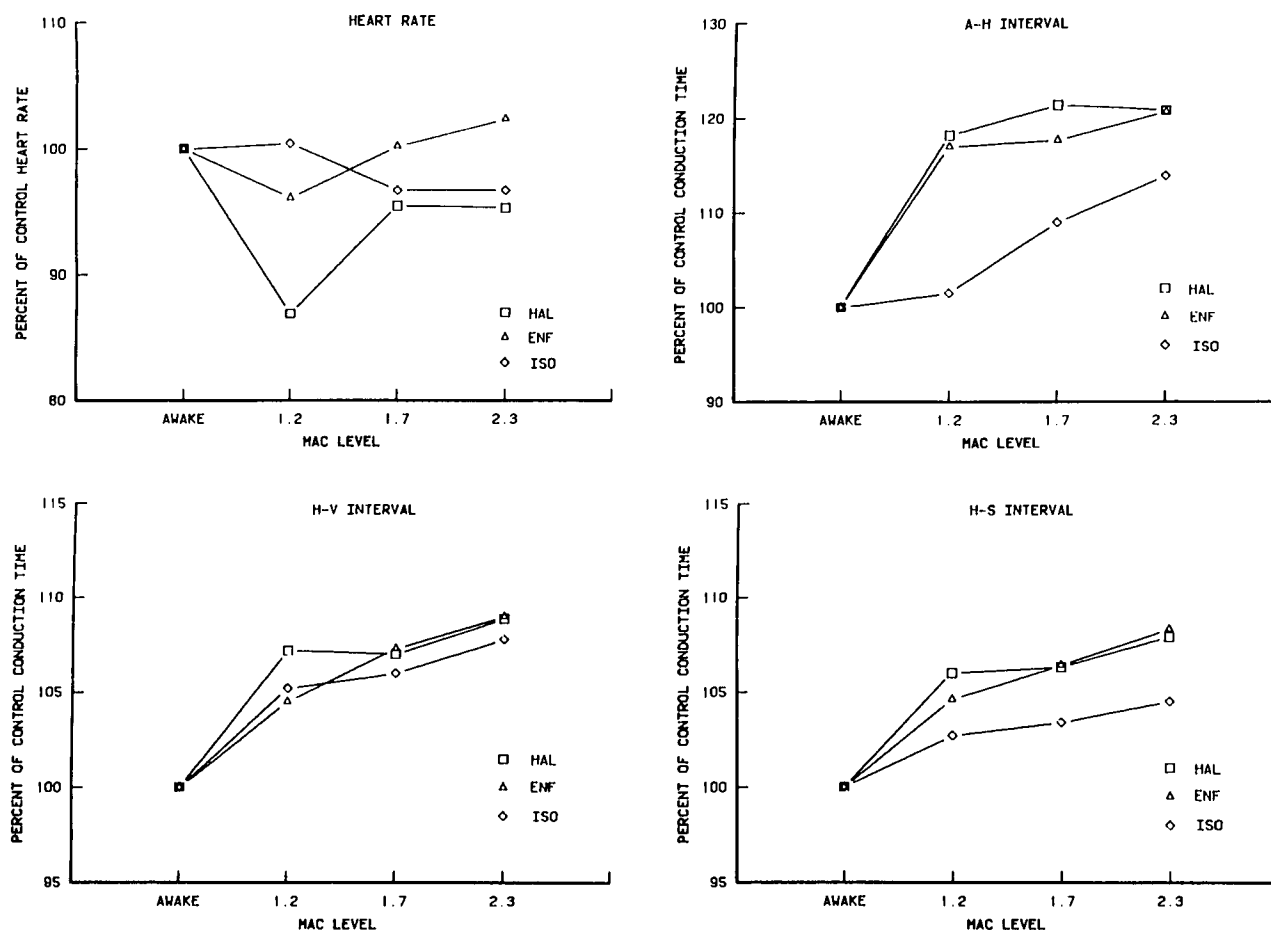 HEART RATE
PERCENT OF CONTROL HEART RATE
110
100
90
80
HAL
ENF
ISO
AWAKE 1.2 1.7 2.3
MAC LEVEL
A-H INTERVAL
PERCENT OF CONTROL CONDUCTION TIME
130
120
110
100
90
HAL
ENF
ISO
AWAKE 1.2 1.7 2.3
MAC LEVEL
H-V INTERVAL
PERCENT OF CONTROL CONDUCTION TIME
115
110
105
100
95
HAL
ENF
ISO
AWAKE 1.2 1.7 2.3
MAC LEVEL
H-S INTERVAL
PERCENT OF CONTROL CONDUCTION TIME
115
110
105
100
95
HAL
ENF
ISO
AWAKE 1.2 1.7 2.3
MAC LEVEL